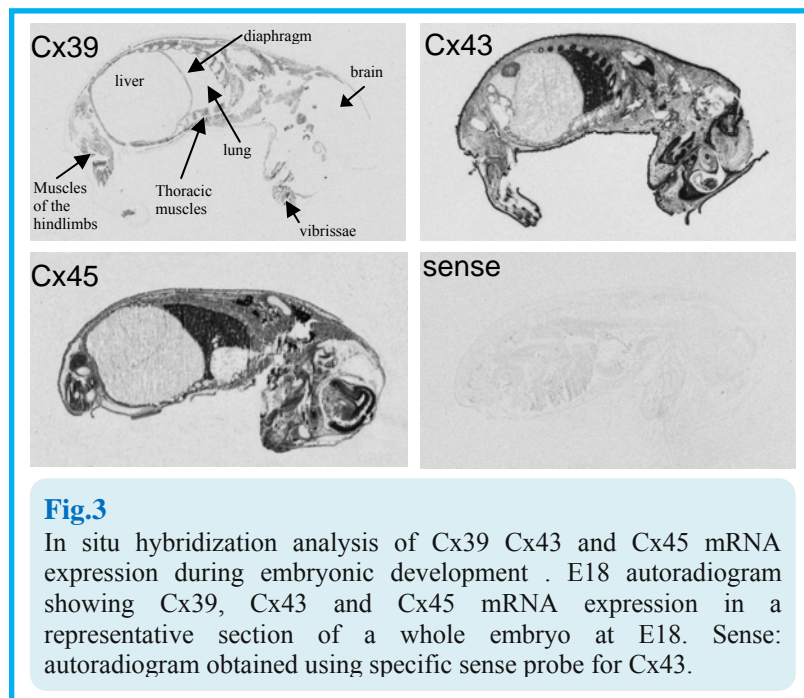 Cx39
diaphragm
liver
brain
lung
Muscles
of the
hindlimbs
Thoracic
muscles
vibrissae
Cx43
Cx45
sense
Fig.3
In situ hybridization analysis of Cx39 Cx43 and Cx45 mRNA
expression during embryonic development . E18 autoradiogram
showing Cx39, Cx43 and Cx45 mRNA expression in a
representative section of a whole embryo at E18. Sense:
autoradiogram obtained using specific sense probe for Cx43.